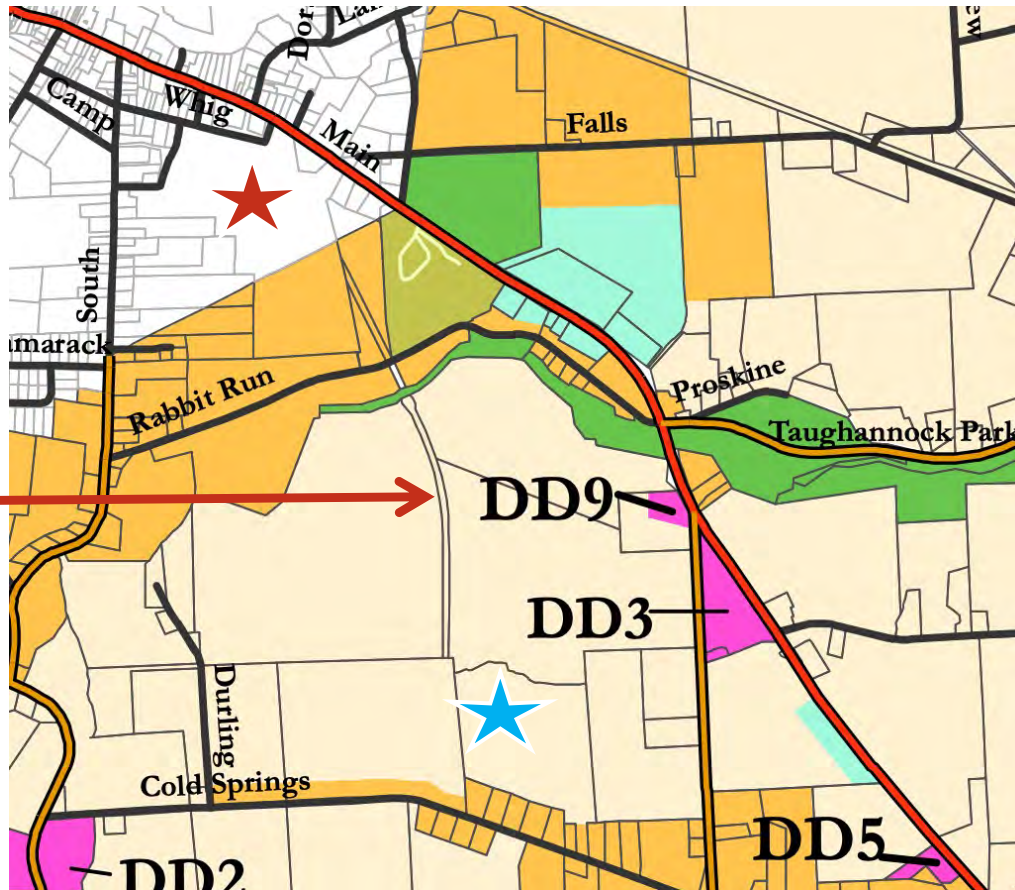 Camp
Whig
Main
Falls
South
amarack
Rabbit Run
Proskine
Taughannock Park
DD9
DD3
Durling
Cold Springs
DD5
DD2